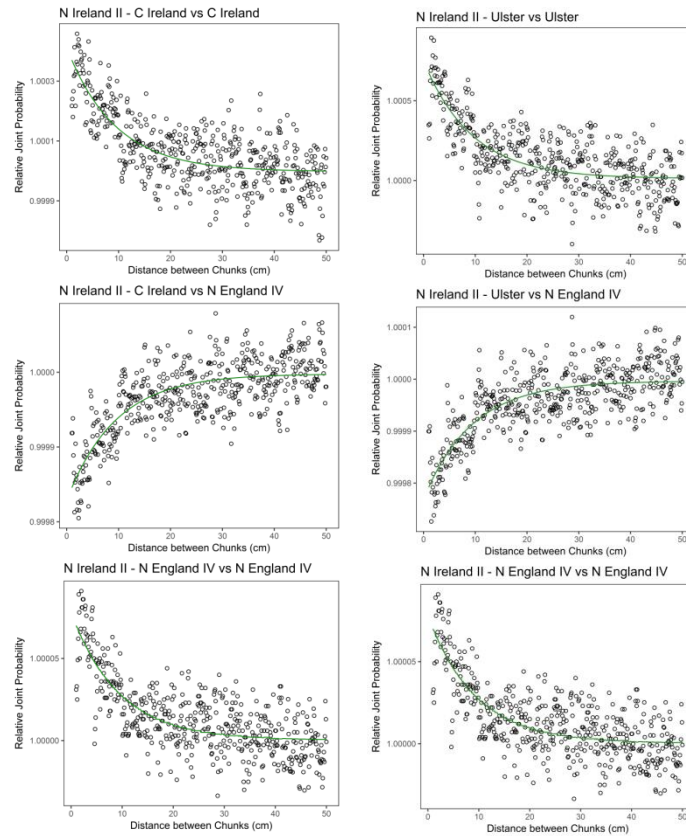 N Ireland II - C Ireland vs C Ireland
Relative Joint Probability
1.0003
1.0001
0.9999
0 10 20 30 40 50
Distance between Chunks (cm)
N Ireland II - Ulster vs Ulster
Relative Joint Probability
1.0005
1.0000
0 10 20 30 40 50
Distance between Chunks (cm)
N Ireland II - C Ireland vs N England IV
Relative Joint Probability
1.0000
0.9999
0.9998
0 10 20 30 40 50
Distance between Chunks (cm)
N Ireland II - Ulster vs N England IV
Relative Joint Probability
1.0001
1.0000
0.9999
0.9998
0 10 20 30 40 50
Distance between Chunks (cm)
N Ireland II - N England IV vs N England IV
Relative Joint Probability
1.00005
1.00000
0 10 20 30 40 50
Distance between Chunks (cm)
N Ireland II - N England IV vs N England IV
Relative Joint Probability
1.00005
1.00000
0 10 20 30 40 50
Distance between Chunks (cm)